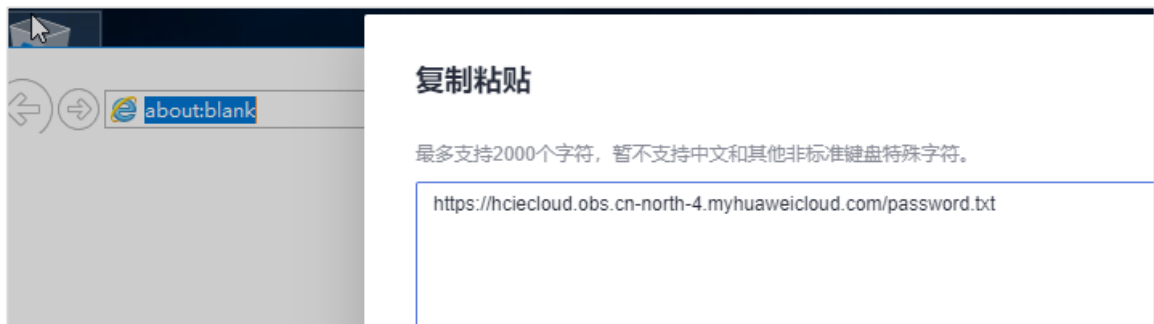 about:blank
复制粘贴
最多支持2000个字符，暂不支持中文和其他非标准键盘特殊字符。
https://hciecloud.obs.cn-north-4.myhuaweicloud.com/password.txt